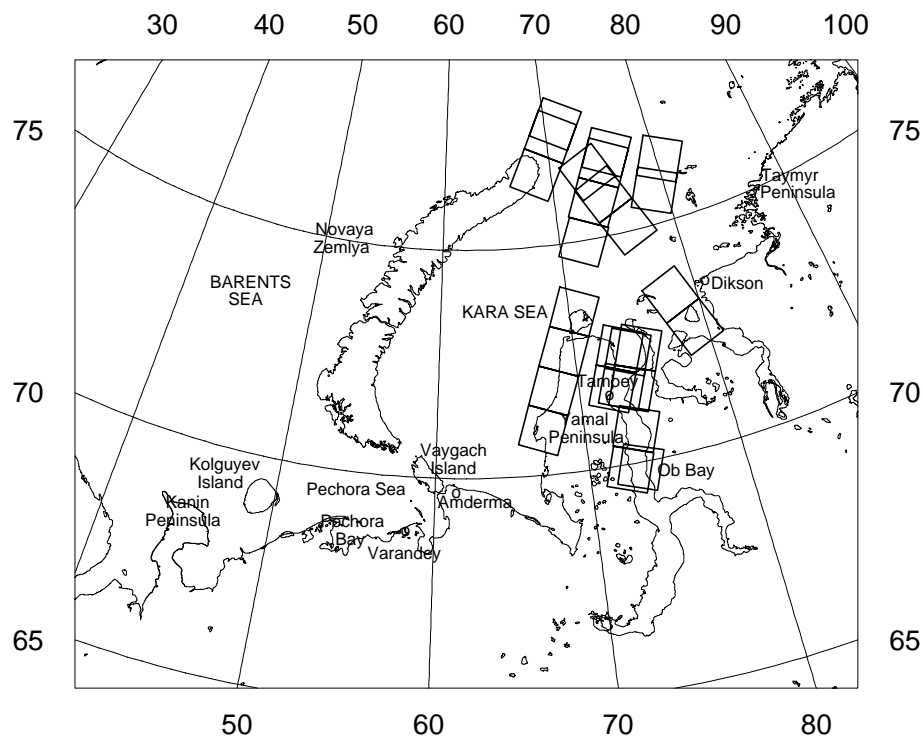 30 40 50 60 70 80 90 100
75 75
Taymyr
Peninsula
Novaya
Zemlya
BARENTS
SEA
Dikson
KARA SEA
70 70
Tambey
Yamal
Peninsula
Vaygach
Island
Kolguyev
Island
Ob Bay
Pechora Sea
Kanin
Peninsula
Amderma
Pechora
Bay
Varandey
65 65
50 60 70 80